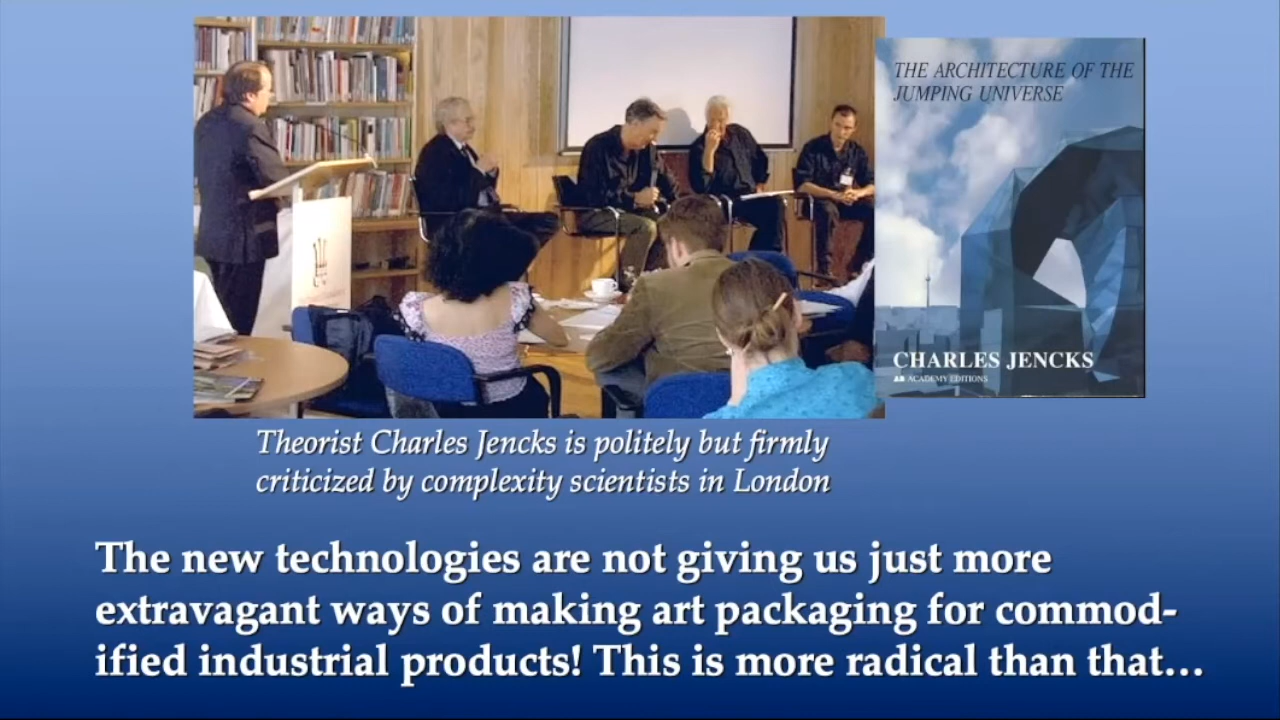 THE ARCHITECTURE OF THE
JUMPING UNIVERSE
CHARLES JENCKS
ACADEMY EDITIONS
Theorist Charles Jencks is politely but firmly
criticized by complexity scientists in London
The new technologies are not giving us just more
extravagant ways of making art packaging for commod-
ified industrial products! This is more radical than that…